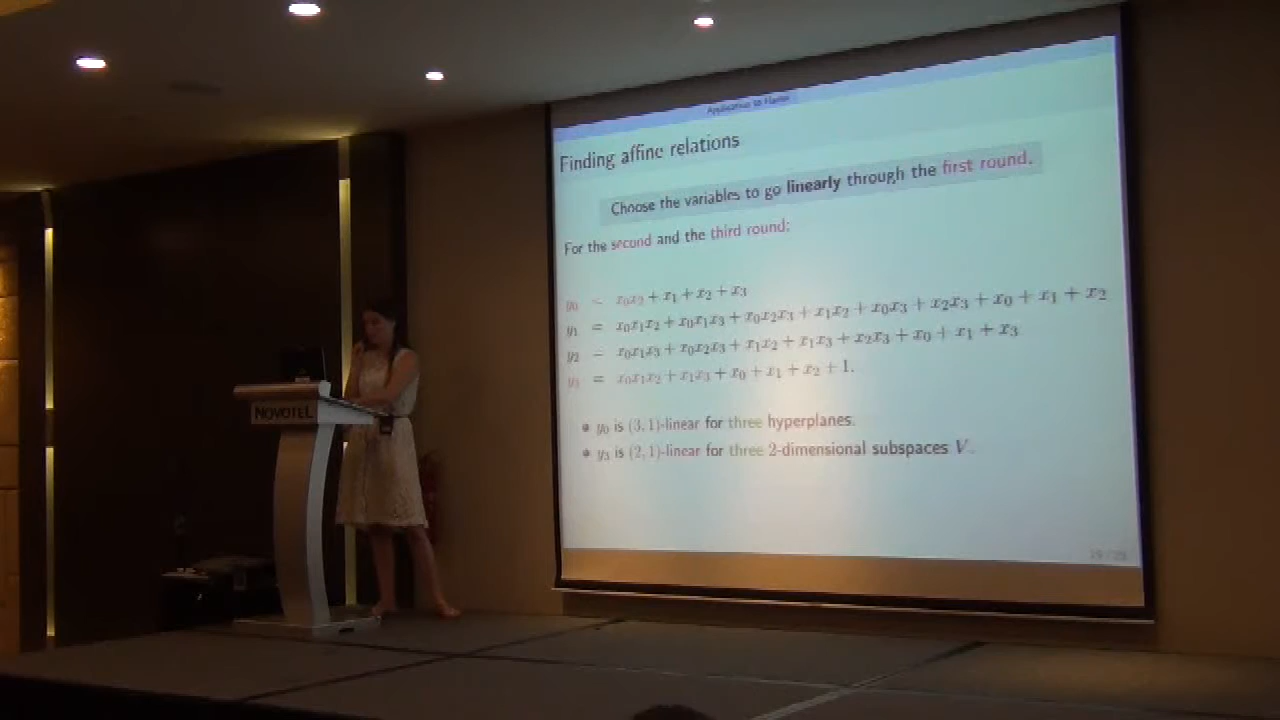 Application to Hamsi
Finding affine relations
Choose the variables to go linearly through the first round.
For the second and the third round:
y₀ = x₀x₂ + x₁ + x₂ + x₃
y₁ = x₀x₁x₂ + x₀x₁x₃ + x₀x₂x₃ + x₁x₂ + x₀x₃ + x₂x₃ + x₀ + x₁ + x₂
y₂ = x₀x₁x₃ + x₀x₂x₃ + x₁x₂ + x₁x₃ + x₂x₃ + x₀ + x₁ + x₃
y₃ = x₀x₁x₂ + x₁x₃ + x₀ + x₁ + x₂ + 1.
• y₀ is (3, 1)-linear for three hyperplanes.
• y₃ is (2, 1)-linear for three 2-dimensional subspaces V.
NOVOTEL